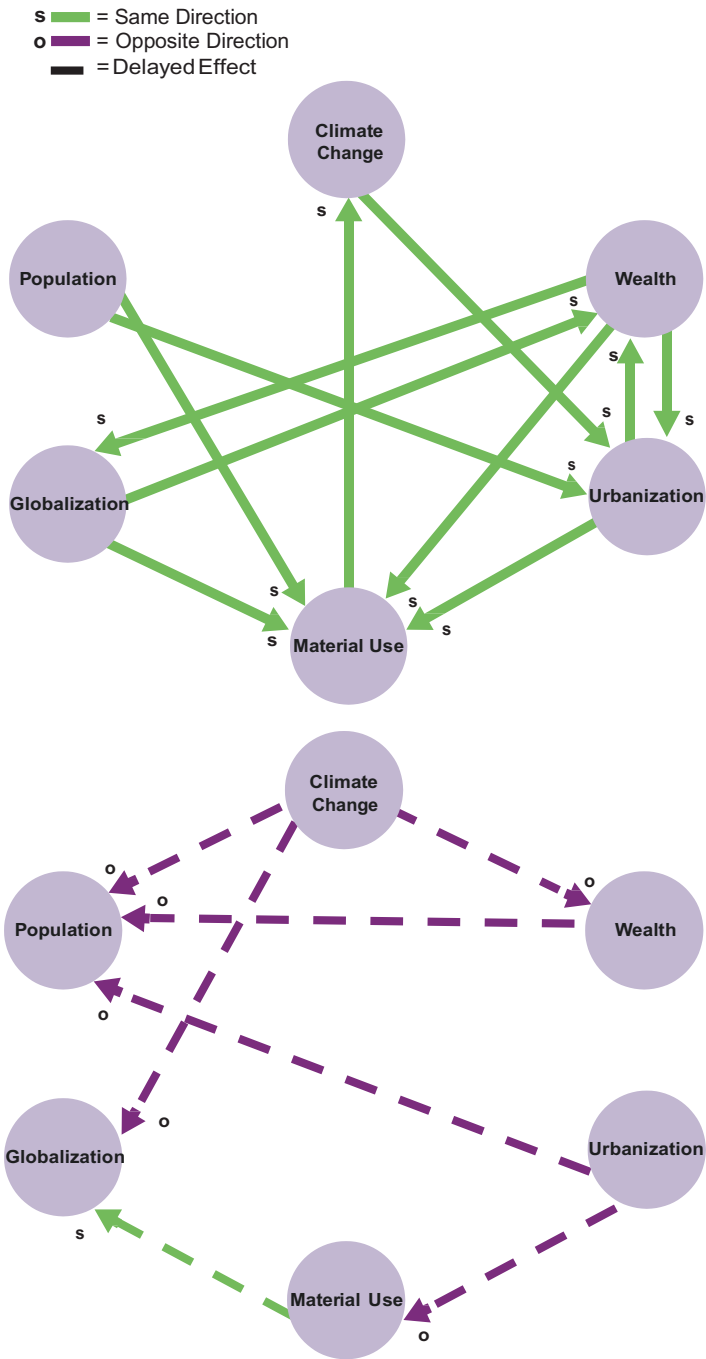 s = Same Direction
o = Opposite Direction
= Delayed Effect
Climate
Change
s
Population
Wealth
s
s
s
s
s
s
Globalization
Urbanization
s
s
s
s
Material Use
Climate
Change
o
o
o
Population
Wealth
o
o
Globalization
Urbanization
s
Material Use
o